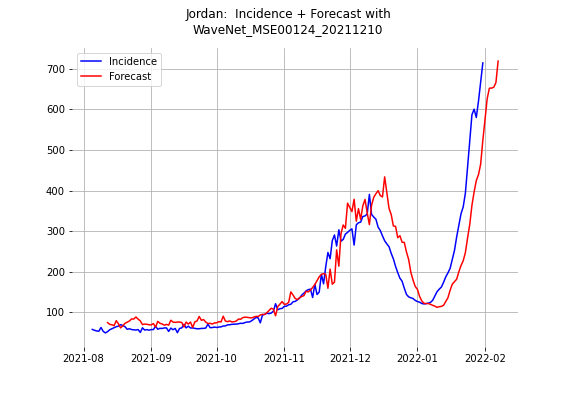 Jordan:  Incidence + Forecast with
WaveNet_MSE00124_20211210
Incidence
Forecast
700
600
500
400
300
200
100
2021-08 2021-09 2021-10 2021-11 2021-12 2022-01 2022-02